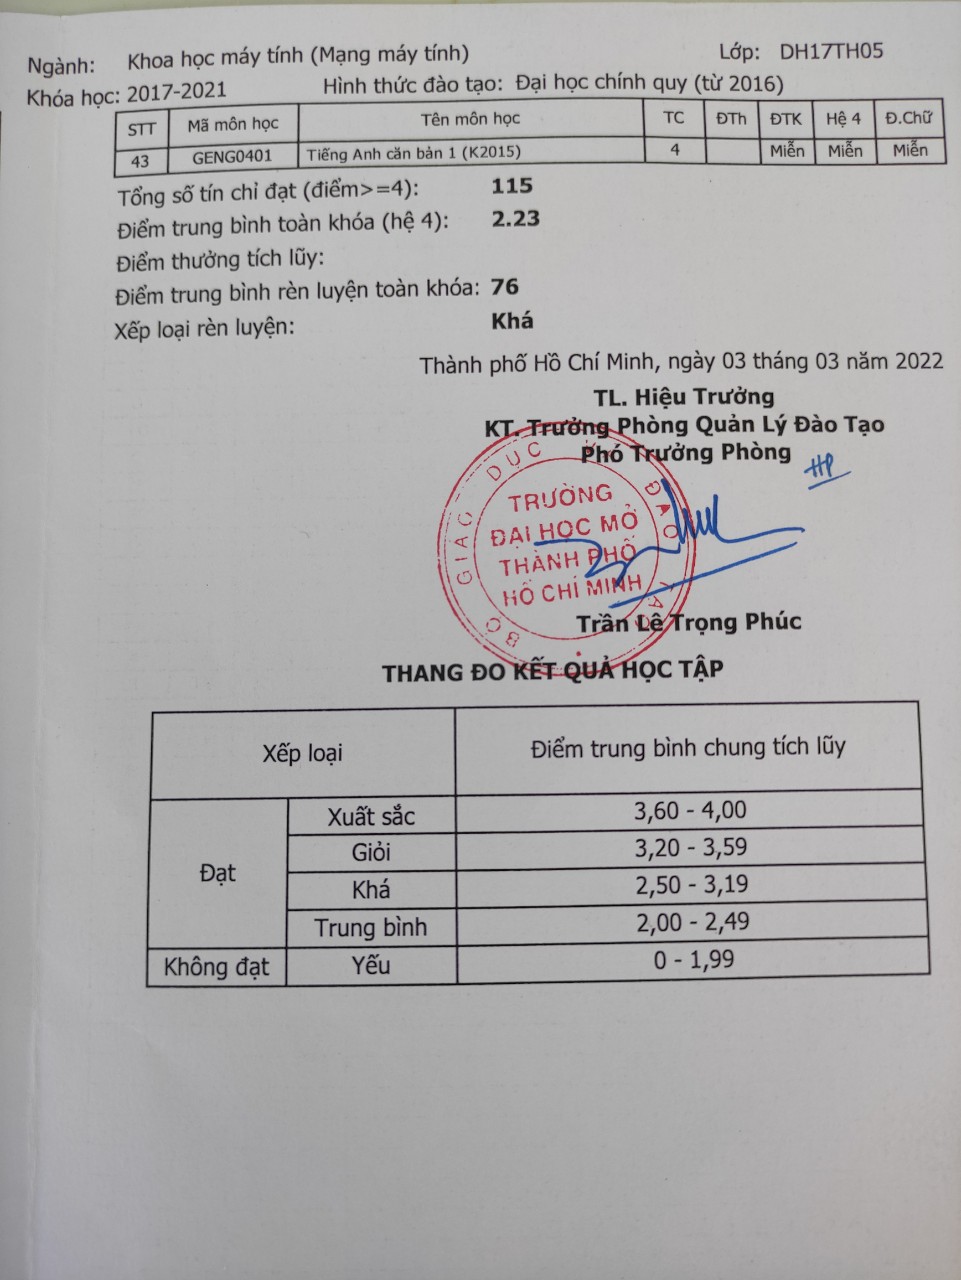 Ngành: Khoa học máy tính (Mạng máy tính) Lớp: DH17TH05
Khóa học: 2017-2021 Hình thức đào tạo: Đại học chính quy (từ 2016)
STT Mã môn học Tên môn học TC ĐTh ĐTK Hệ 4 Đ.Chữ
43 GENG0401 Tiếng Anh căn bản 1 (K2015) 4 Miễn Miễn Miễn
Tổng số tín chỉ đạt (điểm>=4): 115
Điểm trung bình toàn khóa (hệ 4): 2.23
Điểm thưởng tích lũy:
Điểm trung bình rèn luyện toàn khóa: 76
Xếp loại rèn luyện: Khá
Thành phố Hồ Chí Minh, ngày 03 tháng 03 năm 2022
TL. Hiệu Trưởng
KT. Trưởng Phòng Quản Lý Đào Tạo
Phó Trưởng Phòng
BỘ GIÁO DỤC VÀ ĐÀO TẠO
TRƯỜNG
ĐẠI HỌC MỞ
THÀNH PHỐ
HỒ CHÍ MINH
Trần Lê Trọng Phúc
THANG ĐO KẾT QUẢ HỌC TẬP
Xếp loại Điểm trung bình chung tích lũy
Đạt
Xuất sắc 3,60 - 4,00
Giỏi 3,20 - 3,59
Khá 2,50 - 3,19
Trung bình 2,00 - 2,49
Không đạt Yếu 0 - 1,99